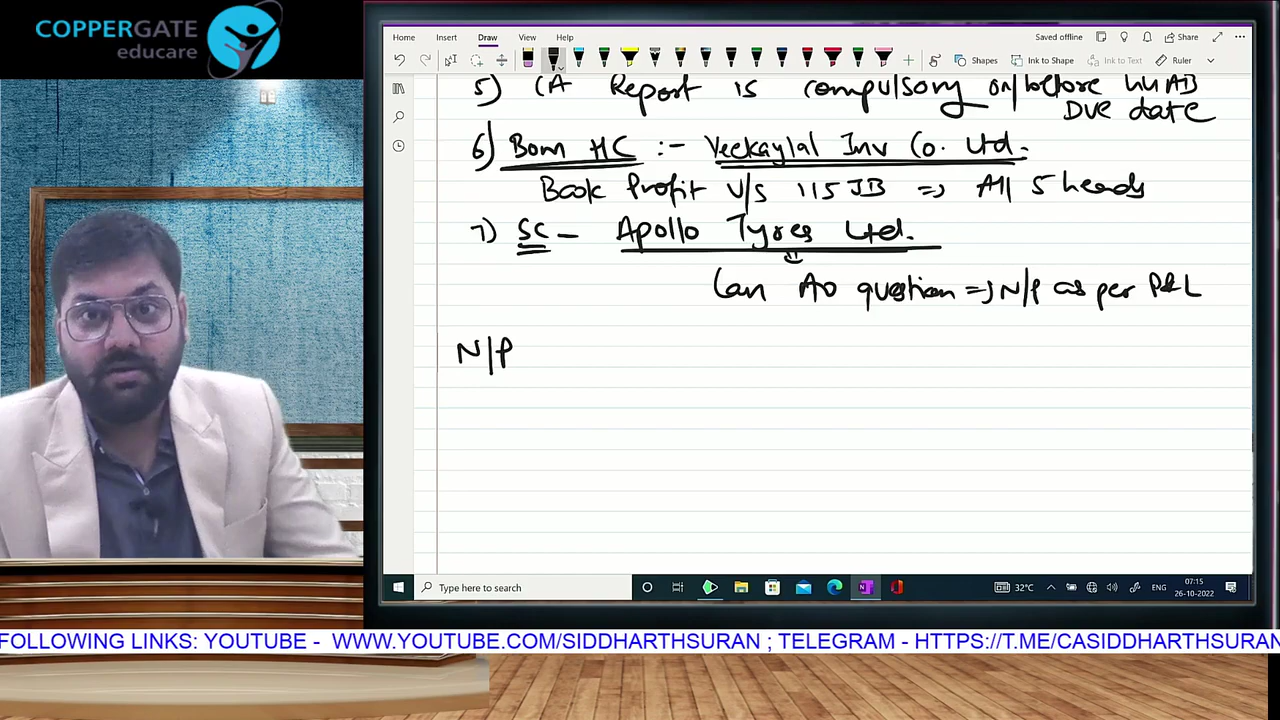 COPPERGATE
educare
Home Insert Draw View Help
Saved offline
Share
Shapes
Ink to Shape
Ink to Text
Ruler
5) CA Report is compulsory on/before 44AB
DUE date
6) Bom HC :- Veekaylal Inv Co. Ltd.
Book Profit u/s 115JB => All 5 heads
7) SC - Apollo Tyres Ltd.
Can AO question => N/P as per P&L
N/P
Type here to search
32°C
ENG
07:15
26-10-2022
FOLLOWING LINKS: YOUTUBE - WWW.YOUTUBE.COM/SIDDHARTHSURAN ; TELEGRAM - HTTPS://T.ME/CASIDDHARTHSURAN